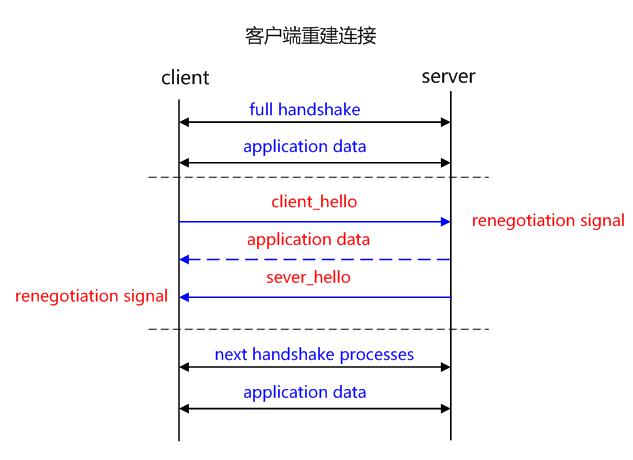 客户端重建连接
client
server
full handshake
application data
client_hello
renegotiation signal
application data
sever_hello
renegotiation signal
next handshake processes
application data